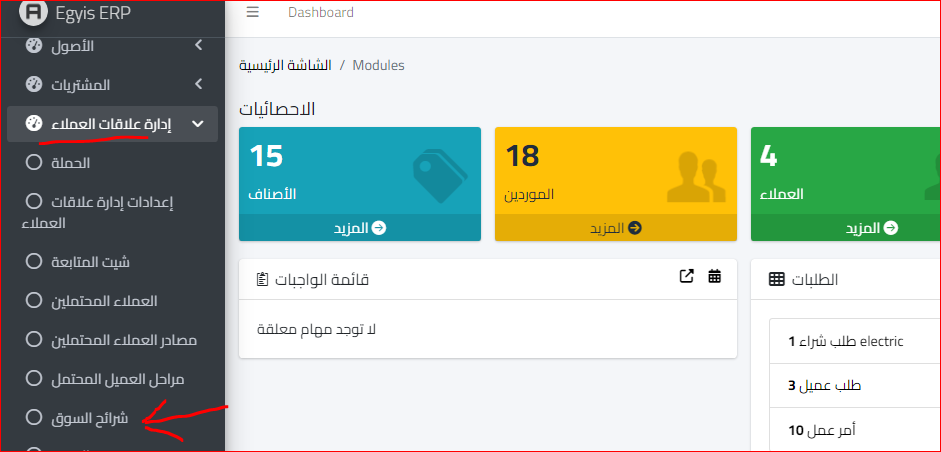 Egyis ERP
Dashboard
الأصول
المشتريات
إدارة علاقات العملاء
الحملة
إعدادات إدارة علاقات
العملاء
شيت المتابعة
العملاء المحتملين
مصادر العملاء المحتملين
مراحل العميل المحتمل
شرائح السوق
الشاشة الرئيسية / Modules
الاحصائيات
15
الأصناف
المزيد
18
الموردين
المزيد
4
العملاء
المزيد
قائمة الواجبات
لا توجد مهام معلقة
الطلبات
1 طلب شراء electric
3 طلب عميل
10 أمر عمل